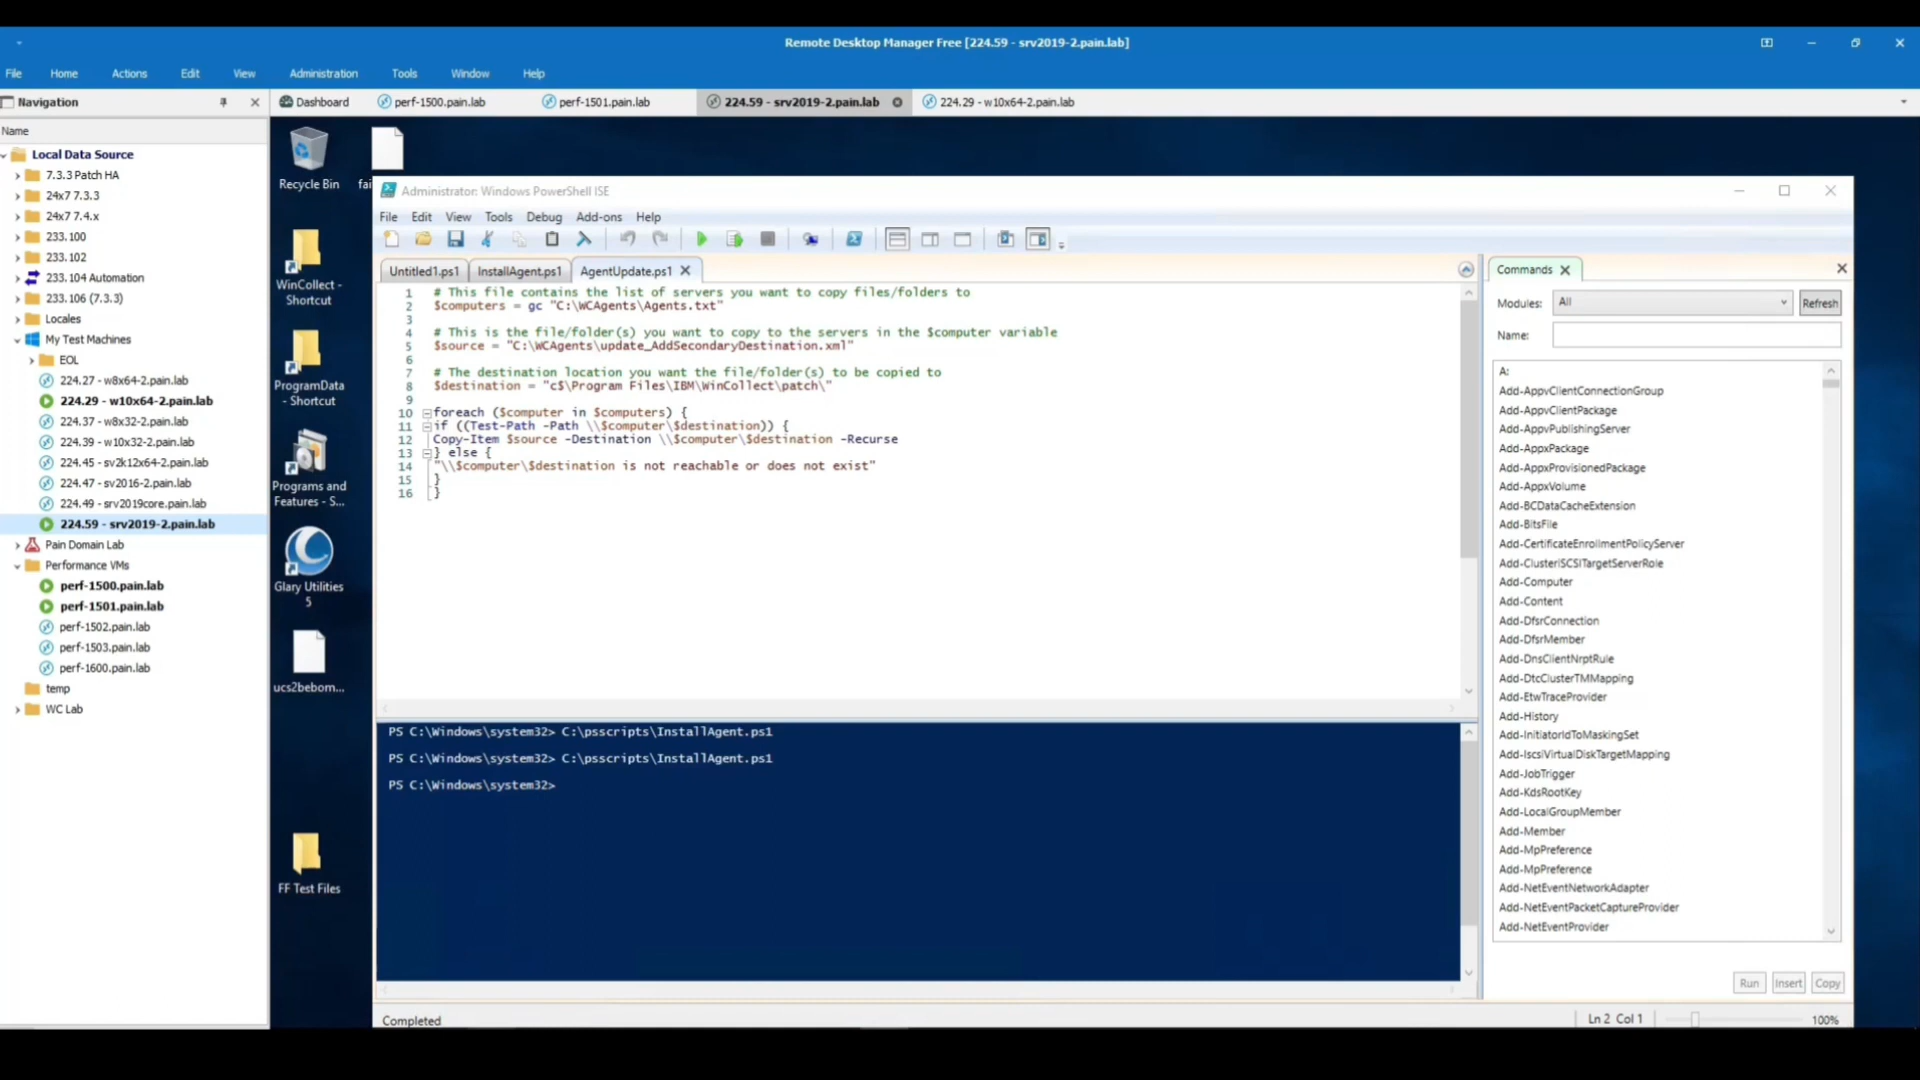 Remote Desktop Manager Free [224.59 - srv2019-2.pain.lab]
File Home Actions Edit View Administration Tools Window Help
Navigation
Dashboard perf-1500.pain.lab perf-1501.pain.lab 224.59 - srv2019-2.pain.lab 224.29 - w10x64-2.pain.lab
Name
Local Data Source
7.3.3 Patch HA
24x7 7.3.3
24x7 7.4.x
233.100
233.102
233.104 Automation
233.106 (7.3.3)
Locales
My Test Machines
EOL
224.27 - w8x64-2.pain.lab
224.29 - w10x64-2.pain.lab
224.37 - w8x32-2.pain.lab
224.39 - w10x32-2.pain.lab
224.45 - sv2k12x64-2.pain.lab
224.47 - sv2016-2.pain.lab
224.49 - srv2019core.pain.lab
224.59 - srv2019-2.pain.lab
Pain Domain Lab
Performance VMs
perf-1500.pain.lab
perf-1501.pain.lab
perf-1502.pain.lab
perf-1503.pain.lab
perf-1600.pain.lab
temp
WC Lab
Recycle Bin
fai
WinCollect -
Shortcut
ProgramData
- Shortcut
Programs and
Features - S...
Glary Utilities
5
ucs2bebom...
FF Test Files
Administrator: Windows PowerShell ISE
File Edit View Tools Debug Add-ons Help
Untitled1.ps1 InstallAgent.ps1 AgentUpdate.ps1
1 # This file contains the list of servers you want to copy files/folders to
2 $computers = gc "C:\WCAgents\Agents.txt"
3
4 # This is the file/folder(s) you want to copy to the servers in the $computer variable
5 $source = "C:\WCAgents\update_AddSecondaryDestination.xml"
6
7 # The destination location you want the file/folder(s) to be copied to
8 $destination = "c$\Program Files\IBM\WinCollect\patch\"
9
10 foreach ($computer in $computers) {
11 if ((Test-Path -Path \\$computer\$destination)) {
12 Copy-Item $source -Destination \\$computer\$destination -Recurse
13 } else {
14 "\\$computer\$destination is not reachable or does not exist"
15 }
16 }
PS C:\Windows\system32> C:\psscripts\InstallAgent.ps1
PS C:\Windows\system32> C:\psscripts\InstallAgent.ps1
PS C:\Windows\system32>
Completed
Ln 2 Col 1
100%
Commands
Modules: All Refresh
Name:
A:
Add-AppvClientConnectionGroup
Add-AppvClientPackage
Add-AppvPublishingServer
Add-AppxPackage
Add-AppxProvisionedPackage
Add-AppxVolume
Add-BCDataCacheExtension
Add-BitsFile
Add-CertificateEnrollmentPolicyServer
Add-ClusteriSCSITargetServerRole
Add-Computer
Add-Content
Add-DfsrConnection
Add-DfsrMember
Add-DnsClientNrptRule
Add-DtcClusterTMMapping
Add-EtwTraceProvider
Add-History
Add-InitiatorIdToMaskingSet
Add-IscsiVirtualDiskTargetMapping
Add-JobTrigger
Add-KdsRootKey
Add-LocalGroupMember
Add-Member
Add-MpPreference
Add-MpPreference
Add-NetEventNetworkAdapter
Add-NetEventPacketCaptureProvider
Add-NetEventProvider
Run Insert Copy